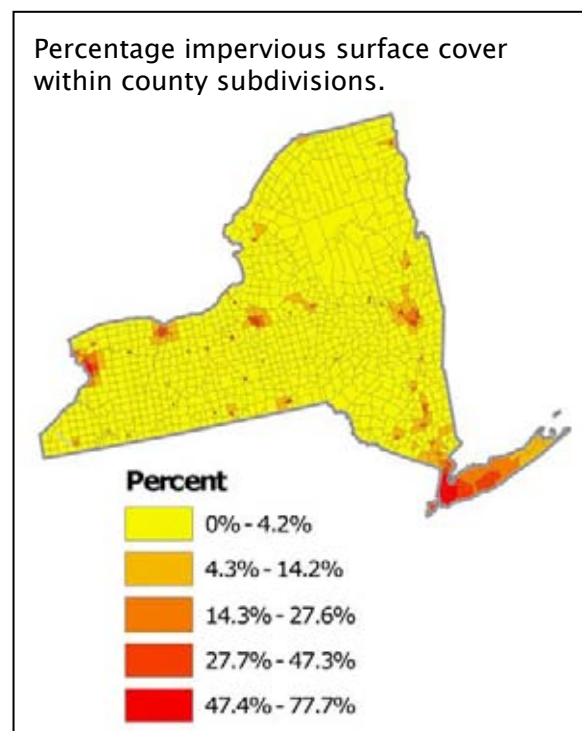 Percentage impervious surface cover
within county subdivisions.
Percent
0% - 4.2%
4.3% - 14.2%
14.3% - 27.6%
27.7% - 47.3%
47.4% - 77.7%